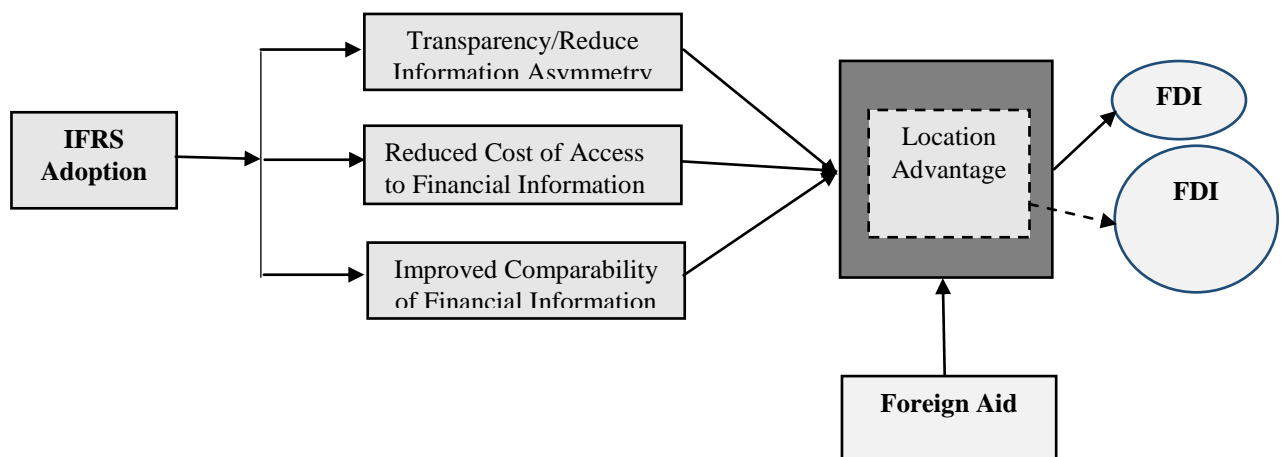 Transparency/Reduce
Information Asymmetry
IFRS
Adoption
Reduced Cost of Access
to Financial Information
Improved Comparability
of Financial Information
Location
Advantage
FDI
FDI
Foreign Aid